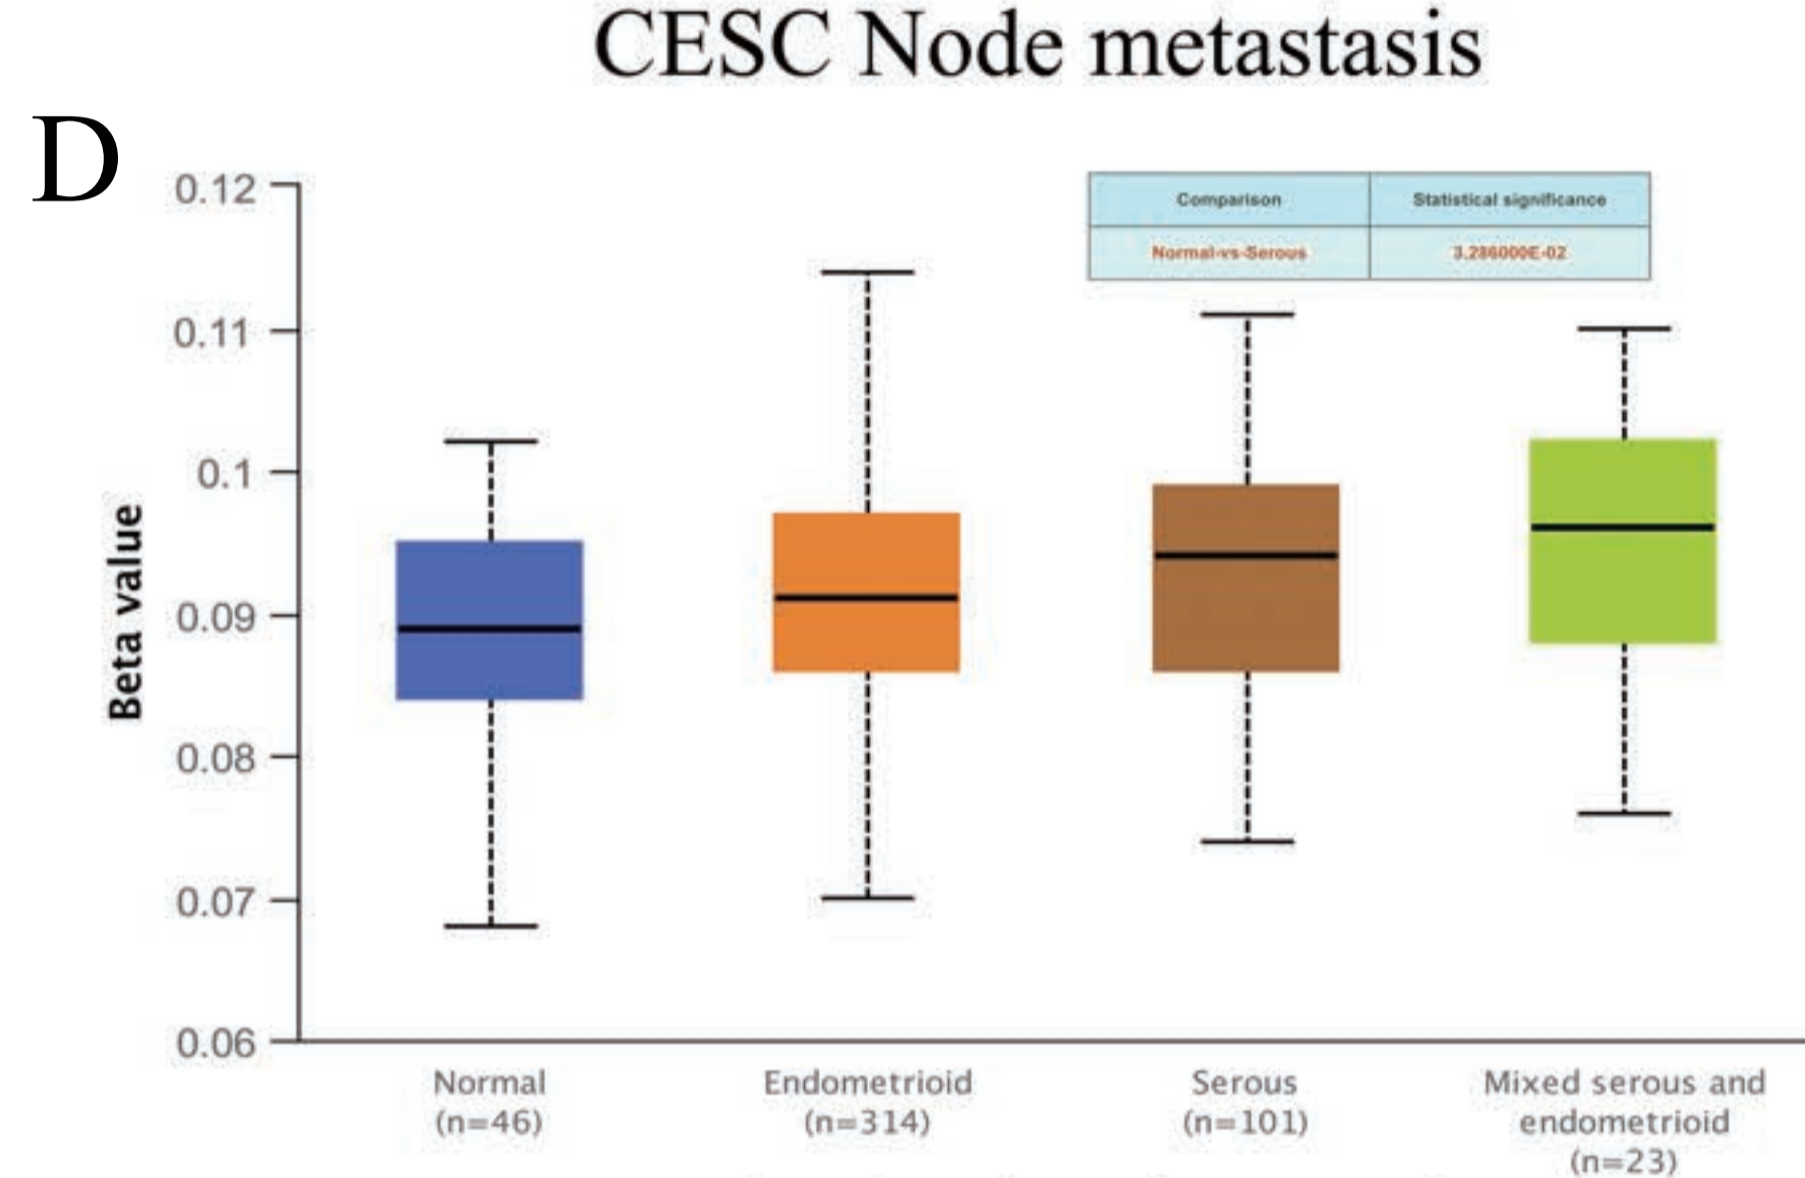 CESC Node metastasis
D
0.12
0.11
0.1
0.09
0.08
0.07
0.06
Beta value
Comparison Statistical significance
Normal-vs-Serous 3.286000E-02
Normal
(n=46)
Endometrioid
(n=314)
Serous
(n=101)
Mixed serous and
endometrioid
(n=23)